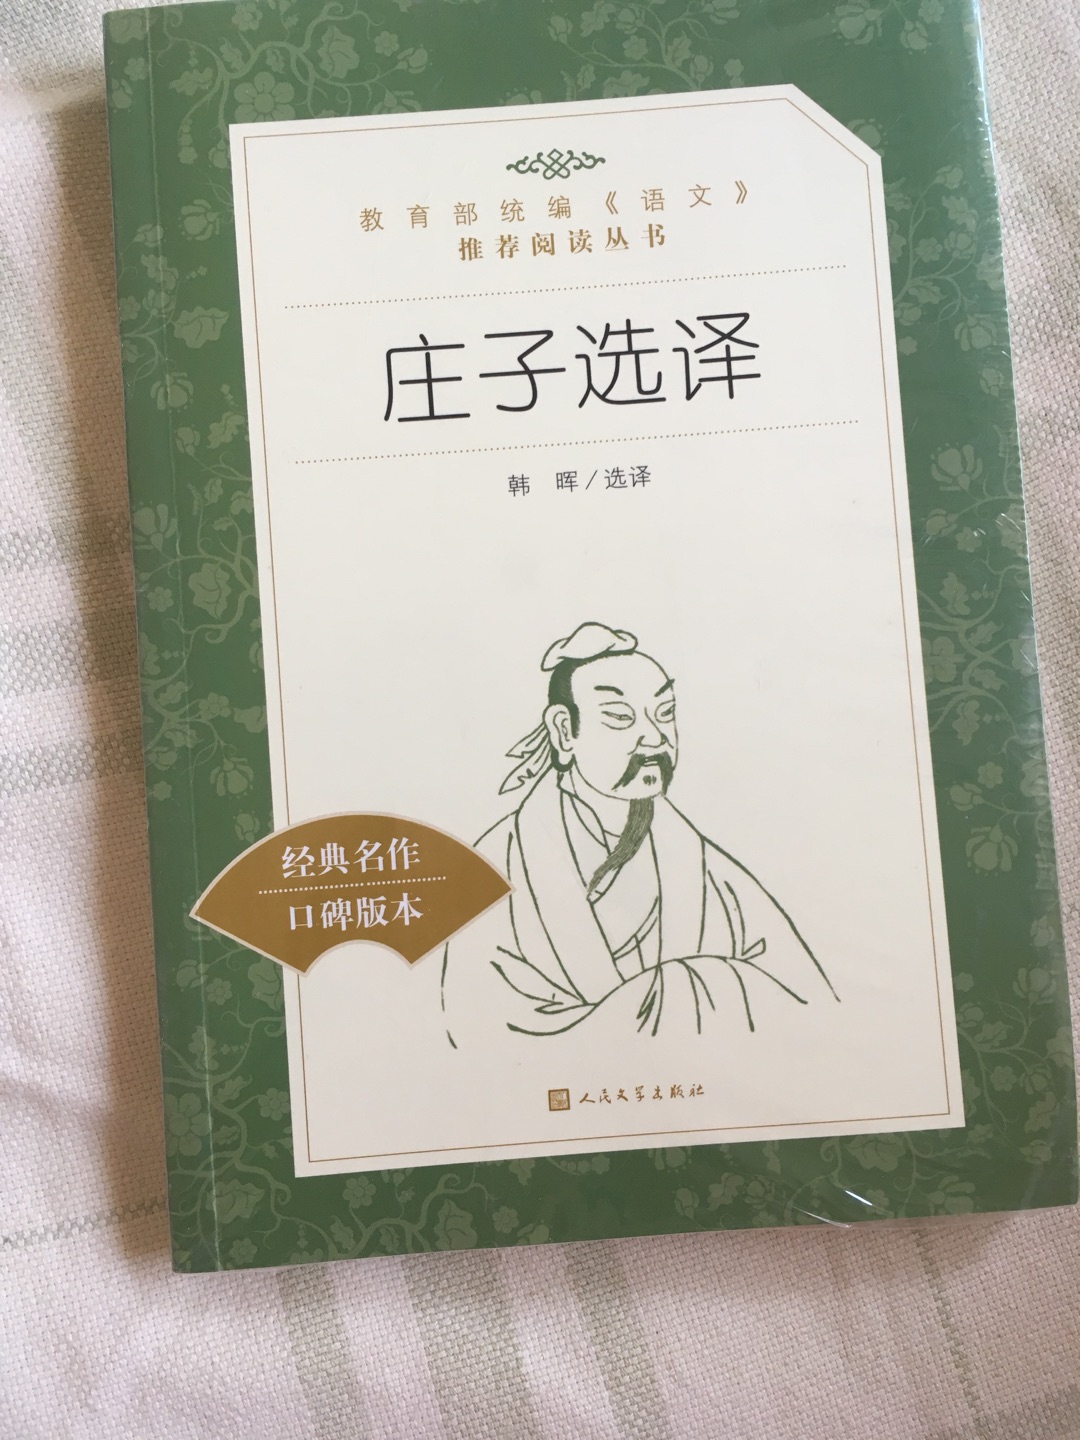 教育部统编《语文》
推荐阅读丛书
庄子选译
韩 晖/选译
经典名作
口碑版本
人民文学出版社